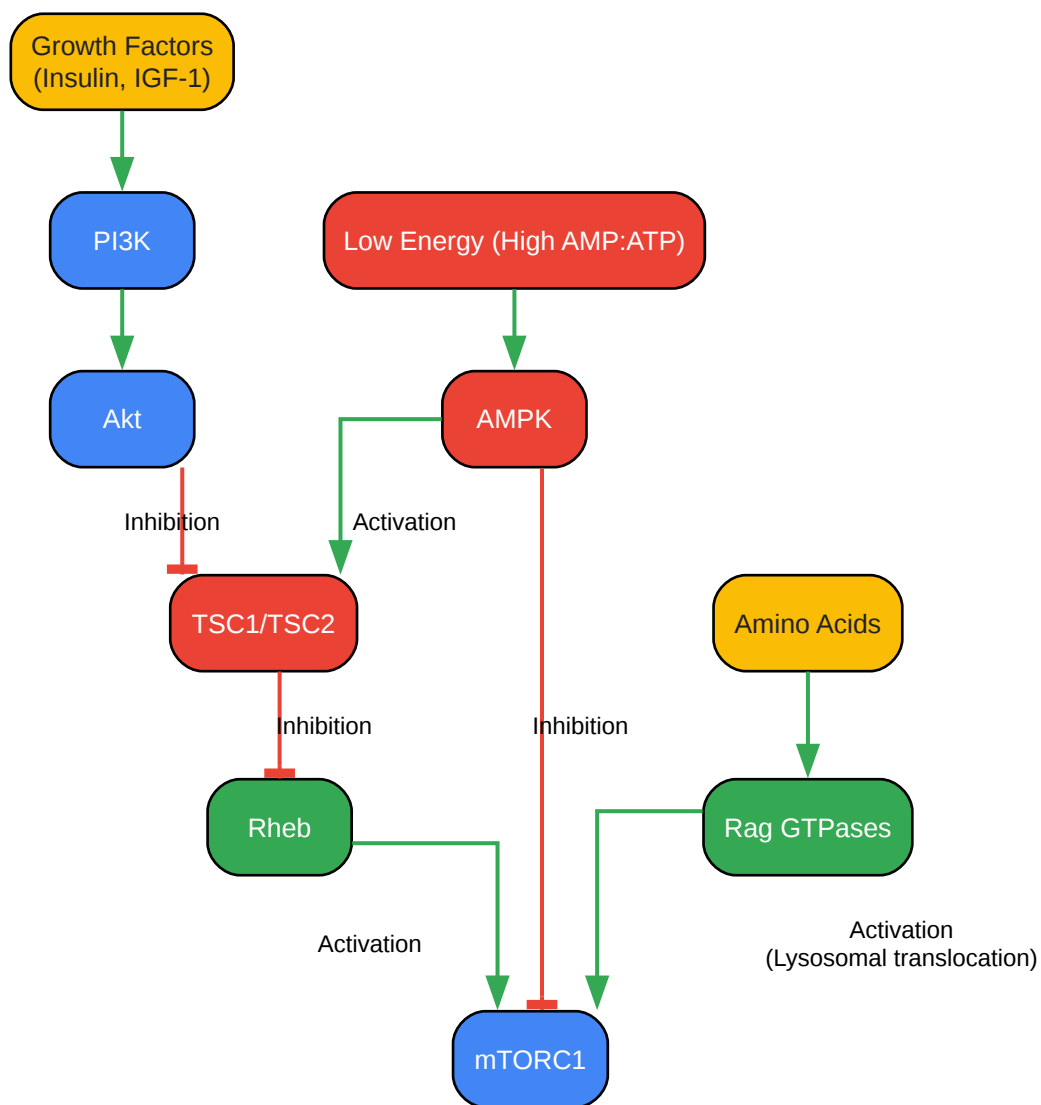 Growth Factors
(Insulin, IGF-1)
PI3K
Low Energy (High AMP:ATP)
Akt
AMPK
Inhibition
Activation
TSC1/TSC2
Amino Acids
Inhibition
Inhibition
Rheb
Rag GTPases
Activation
Activation
(Lysosomal translocation)
mTORC1